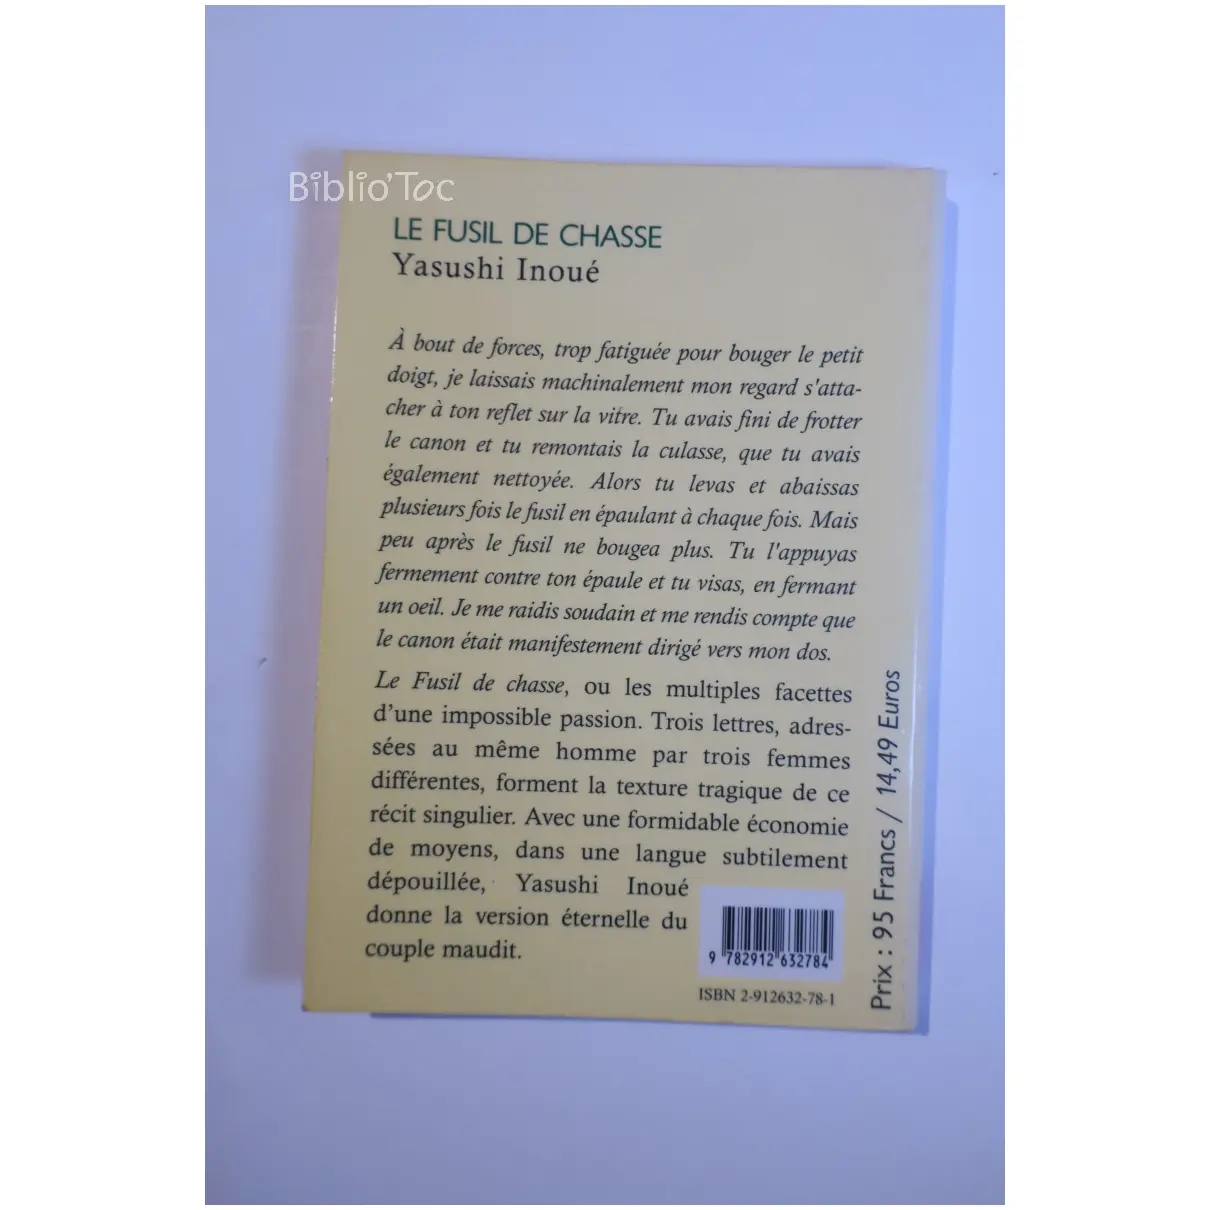 Biblio'Toc
LE FUSIL DE CHASSE
Yasushi Inoué
À bout de forces, trop fatiguée pour bouger le petit
doigt, je laissais machinalement mon regard s'atta-
cher à ton reflet sur la vitre. Tu avais fini de frotter
le canon et tu remontais la culasse, que tu avais
également nettoyée. Alors tu levas et abaissas
plusieurs fois le fusil en épaulant à chaque fois. Mais
peu après le fusil ne bougea plus. Tu l'appuyas
fermement contre ton épaule et tu visas, en fermant
un oeil. Je me raidis soudain et me rendis compte que
le canon était manifestement dirigé vers mon dos.
Le Fusil de chasse, ou les multiples facettes
d'une impossible passion. Trois lettres, adres-
sées au même homme par trois femmes
différentes, forment la texture tragique de ce
récit singulier. Avec une formidable économie
de moyens, dans une langue subtilement
dépouillée, Yasushi Inoué
donne la version éternelle du
couple maudit.
9 782912 632784
ISBN 2-912632-78-1
Prix : 95 Francs / 14,49 Euros